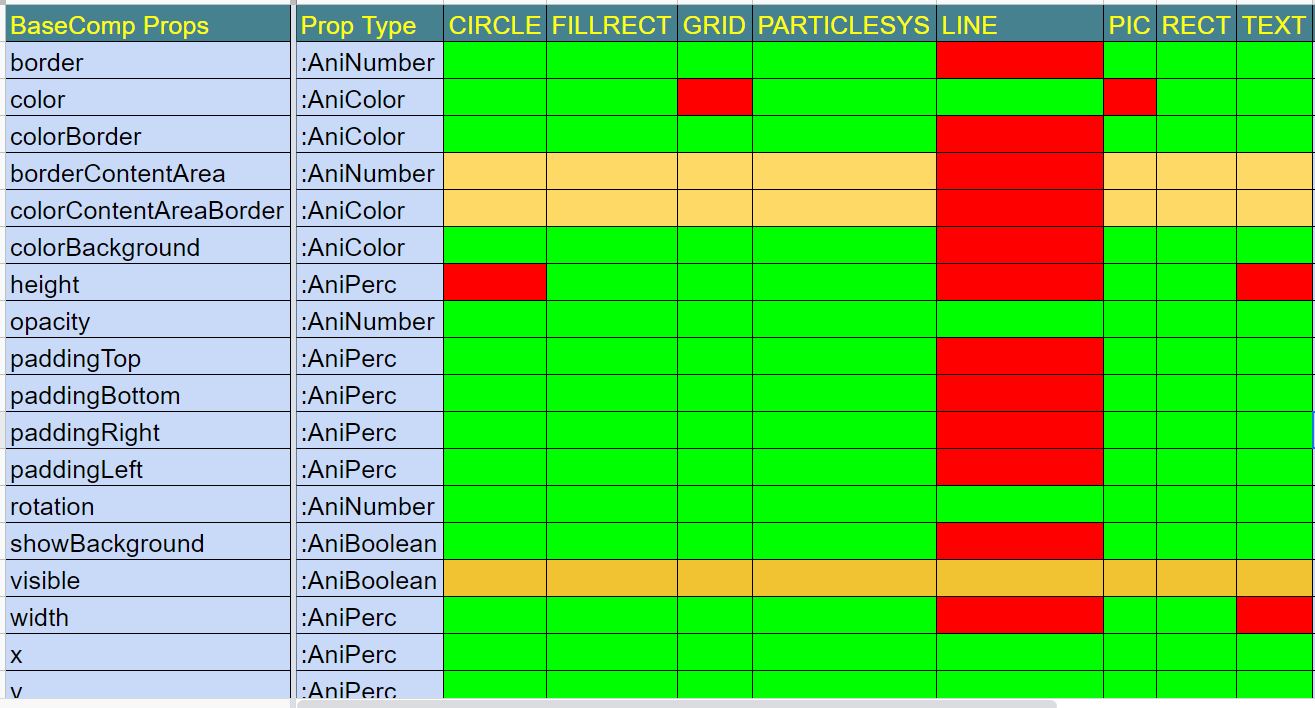 BaseComp Props Prop Type CIRCLE FILLRECT GRID PARTICLESYS LINE PIC RECT TEXT
border :AniNumber
color :AniColor
colorBorder :AniColor
borderContentArea :AniNumber
colorContentAreaBorder :AniColor
colorBackground :AniColor
height :AniPerc
opacity :AniNumber
paddingTop :AniPerc
paddingBottom :AniPerc
paddingRight :AniPerc
paddingLeft :AniPerc
rotation :AniNumber
showBackground :AniBoolean
visible :AniBoolean
width :AniPerc
x :AniPerc
y :AniPerc